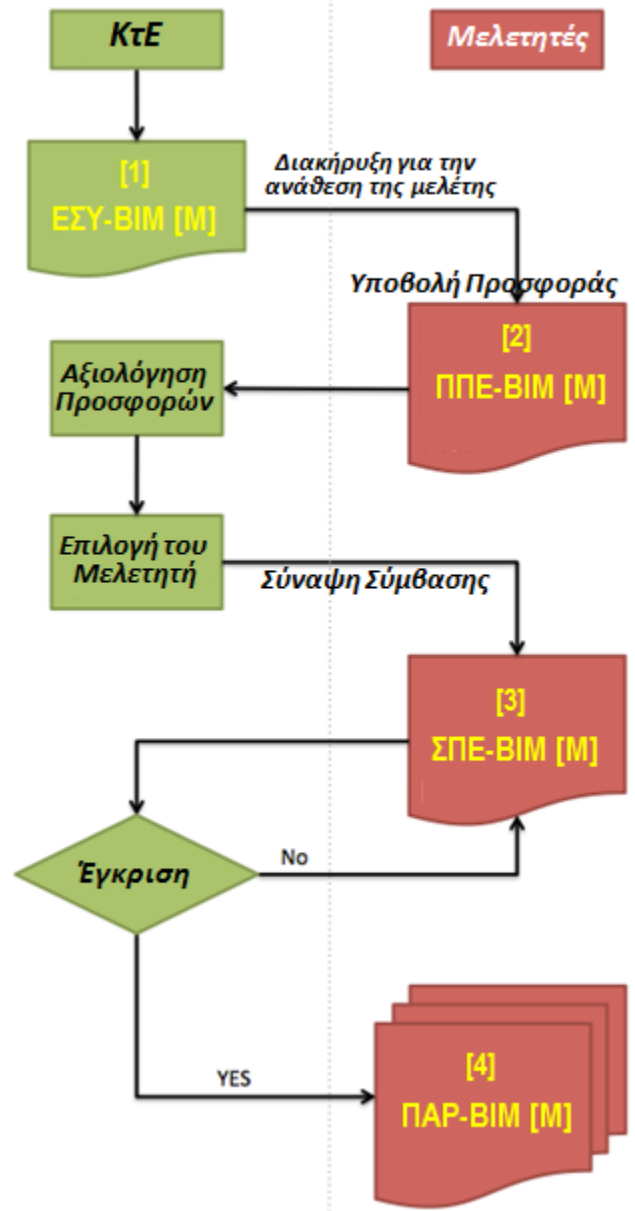 ΚτΕ
Μελετητές
[1]
ΕΣΥ-BIM [M]
Διακήρυξη για την
ανάθεση της μελέτης
Υποβολή Προσφοράς
[2]
ΠΠΕ-BIM [M]
Αξιολόγηση
Προσφορών
Επιλογή του
Μελετητή
Σύναψη Σύμβασης
[3]
ΣΠΕ-BIM [M]
Έγκριση
No
YES
[4]
ΠΑΡ-BIM [M]